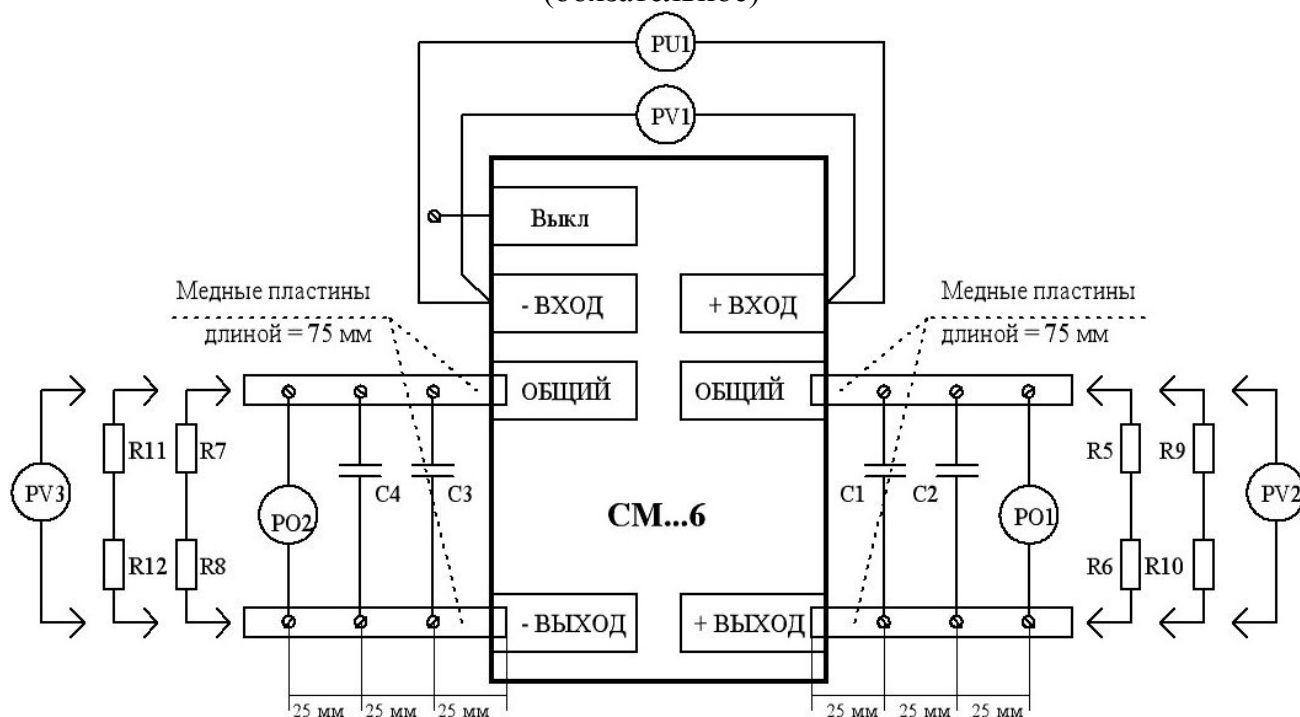 (обязательное)
PU1
PV1
Выкл
Медные пластины
длиной = 75 мм
- ВХОД
+ ВХОД
Медные пластины
длиной = 75 мм
ОБЩИЙ
ОБЩИЙ
R11
R7
R5
R9
PV3
C4
C3
C1
C2
PV2
PO2
СМ...6
PO1
R12
R8
R6
R10
- ВЫХОД
+ ВЫХОД
25 мм
25 мм
25 мм
25 мм
25 мм
25 мм